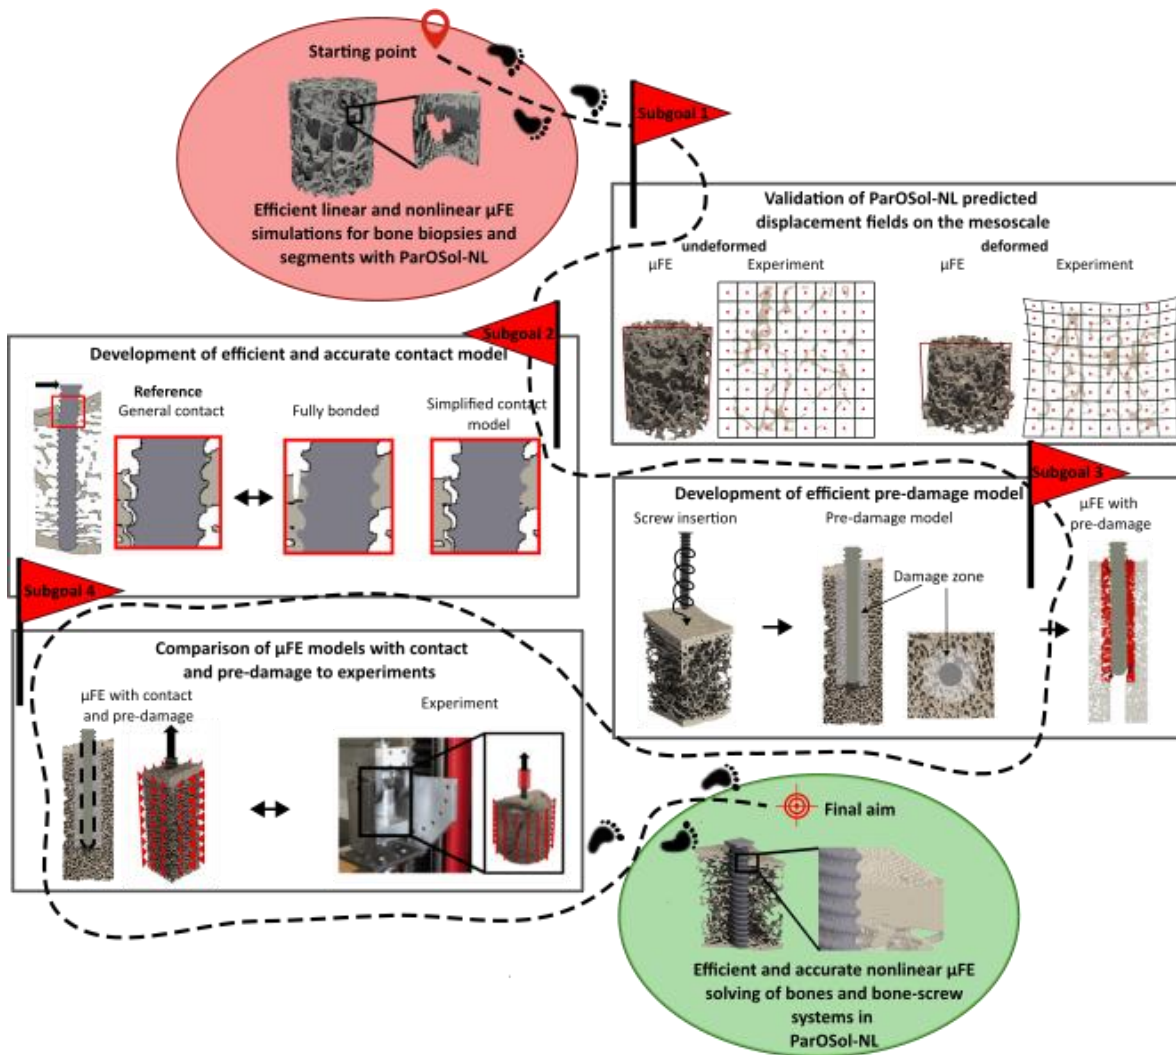 Starting point
Efficient linear and nonlinear µFE
simulations for bone biopsies and
segments with ParOSol-NL
Subgoal 1
Validation of ParOSol-NL predicted
displacement fields on the mesoscale
undeformed
deformed
µFE
Experiment
µFE
Experiment
Subgoal 2
Development of efficient and accurate contact model
Reference
General contact
Fully bonded
Simplified contact
model
Subgoal 3
Development of efficient pre-damage model
Screw insertion
Pre-damage model
µFE with
pre-damage
Damage zone
Subgoal 4
Comparison of µFE models with contact
and pre-damage to experiments
µFE with contact
and pre-damage
Experiment
Final aim
Efficient and accurate nonlinear µFE
solving of bones and bone-screw
systems in
ParOSol-NL